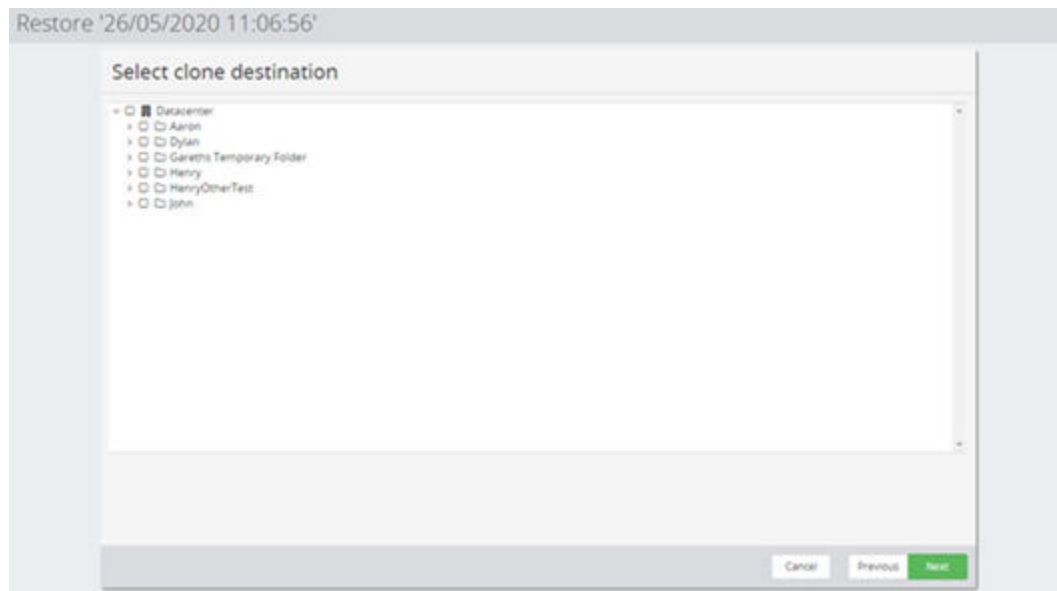 Restore '26/05/2020 11:06:56'
Select clone destination
Datacenter
Aaron
Dylan
Gareths Temporary Folder
Henry
HenryOtherTest
John
Cancel Previous Next